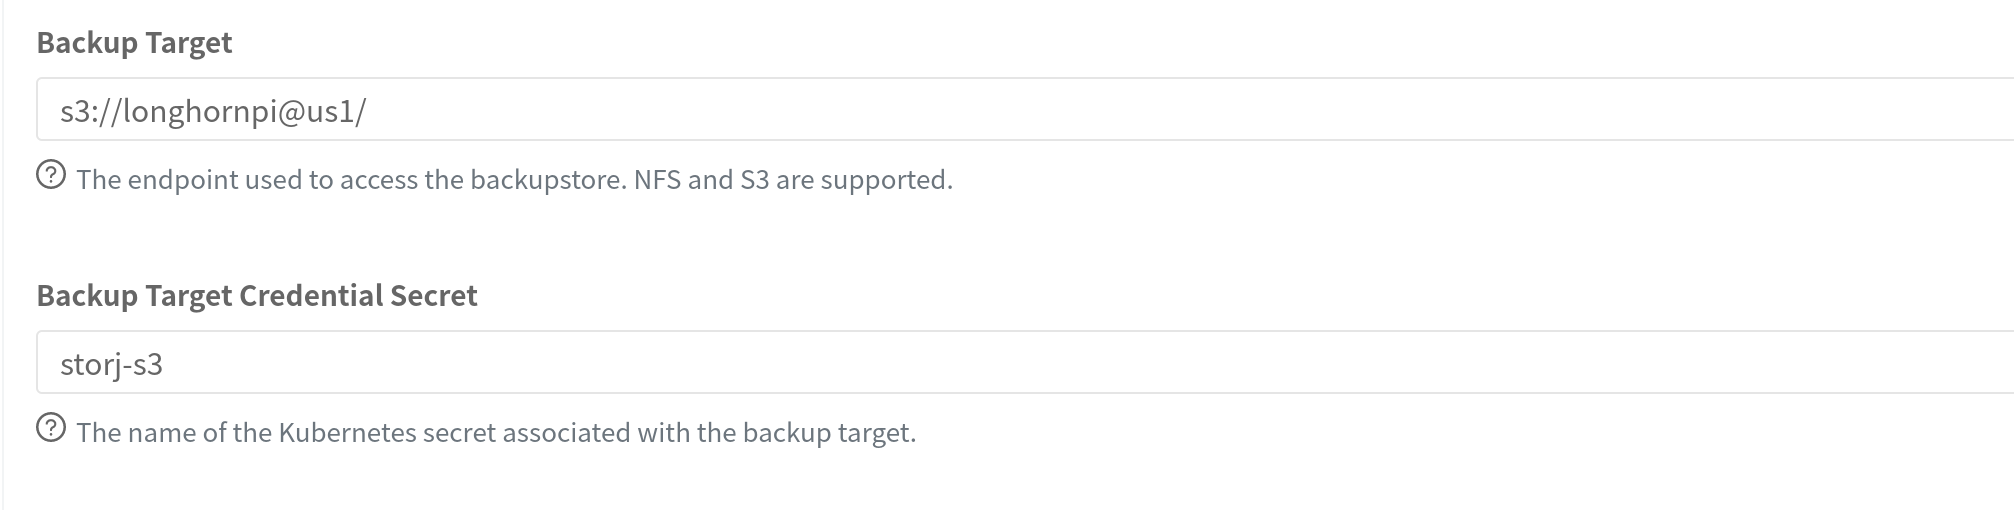 Backup Target
s3://longhornpi@us1/
The endpoint used to access the backupstore. NFS and S3 are supported.
Backup Target Credential Secret
storj-s3
The name of the Kubernetes secret associated with the backup target.